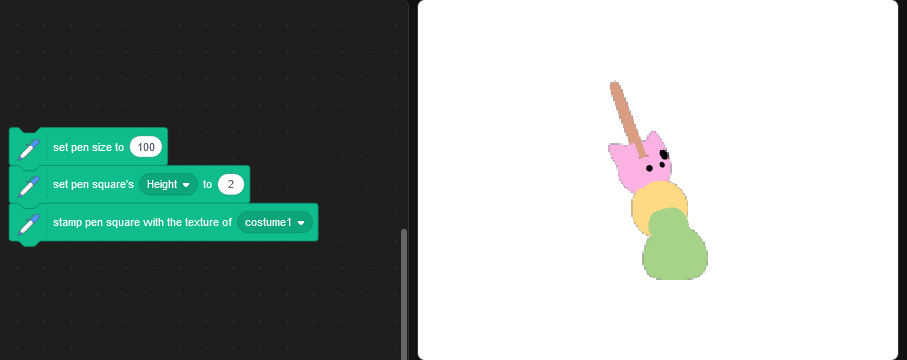 set pen size to 100
set pen square's Height to 2
stamp pen square with the texture of costume1